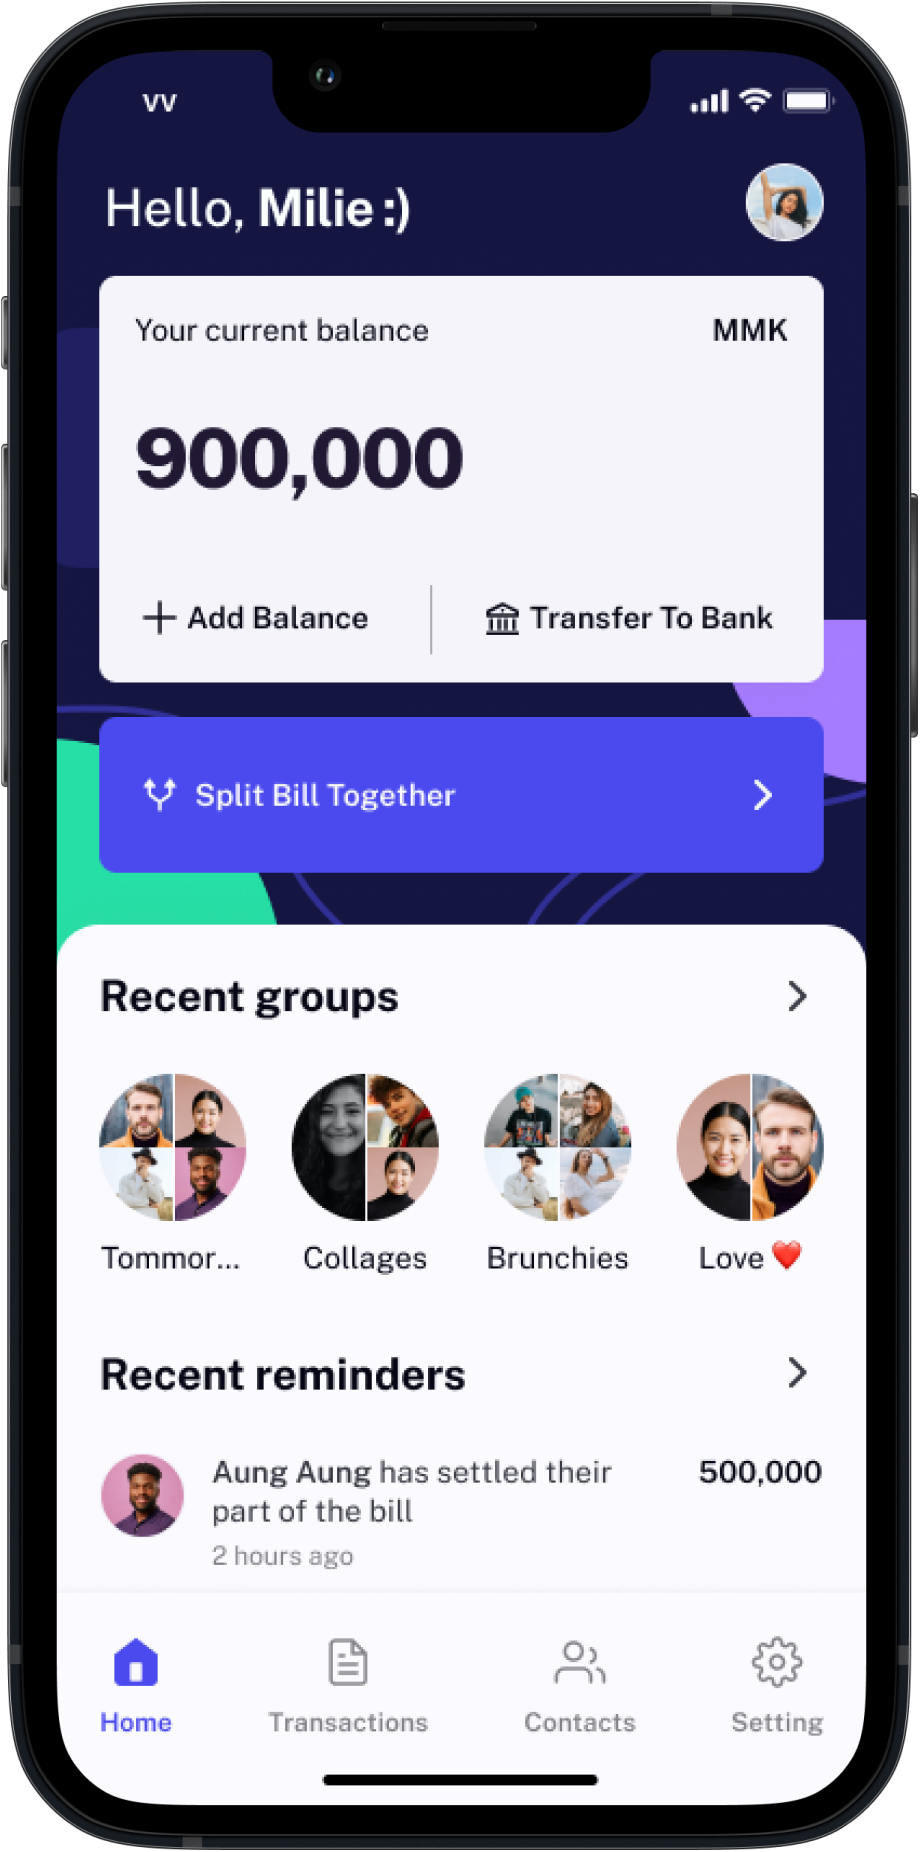 VV
Hello, Milie :)
Your current balance
MMK
900,000
Add Balance
Transfer To Bank
Split Bill Together
Recent groups
Tommor...
Collages
Brunchies
Love ❤️
Recent reminders
Aung Aung has settled their
500,000
part of the bill
2 hours ago
Home
Transactions
Contacts
Setting